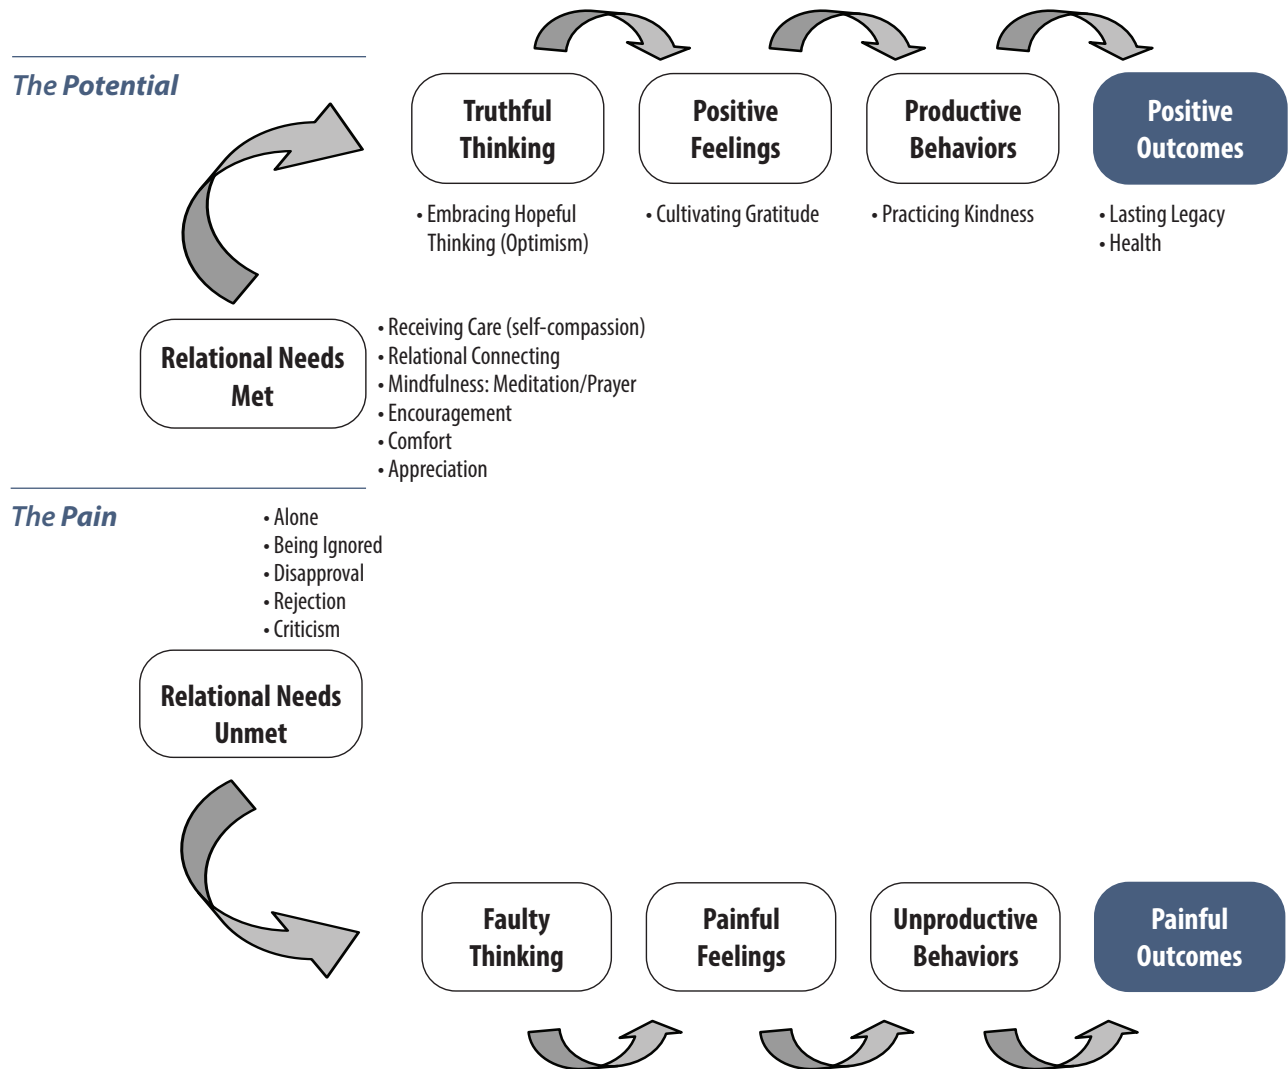 The Potential
Truthful
Thinking
Positive
Feelings
Productive
Behaviors
Positive
Outcomes
• Embracing Hopeful
Thinking (Optimism)
• Cultivating Gratitude
• Practicing Kindness
• Lasting Legacy
• Health
Relational Needs
Met
• Receiving Care (self-compassion)
• Relational Connecting
• Mindfulness: Meditation/Prayer
• Encouragement
• Comfort
• Appreciation
The Pain
• Alone
• Being Ignored
• Disapproval
• Rejection
• Criticism
Relational Needs
Unmet
Faulty
Thinking
Painful
Feelings
Unproductive
Behaviors
Painful
Outcomes